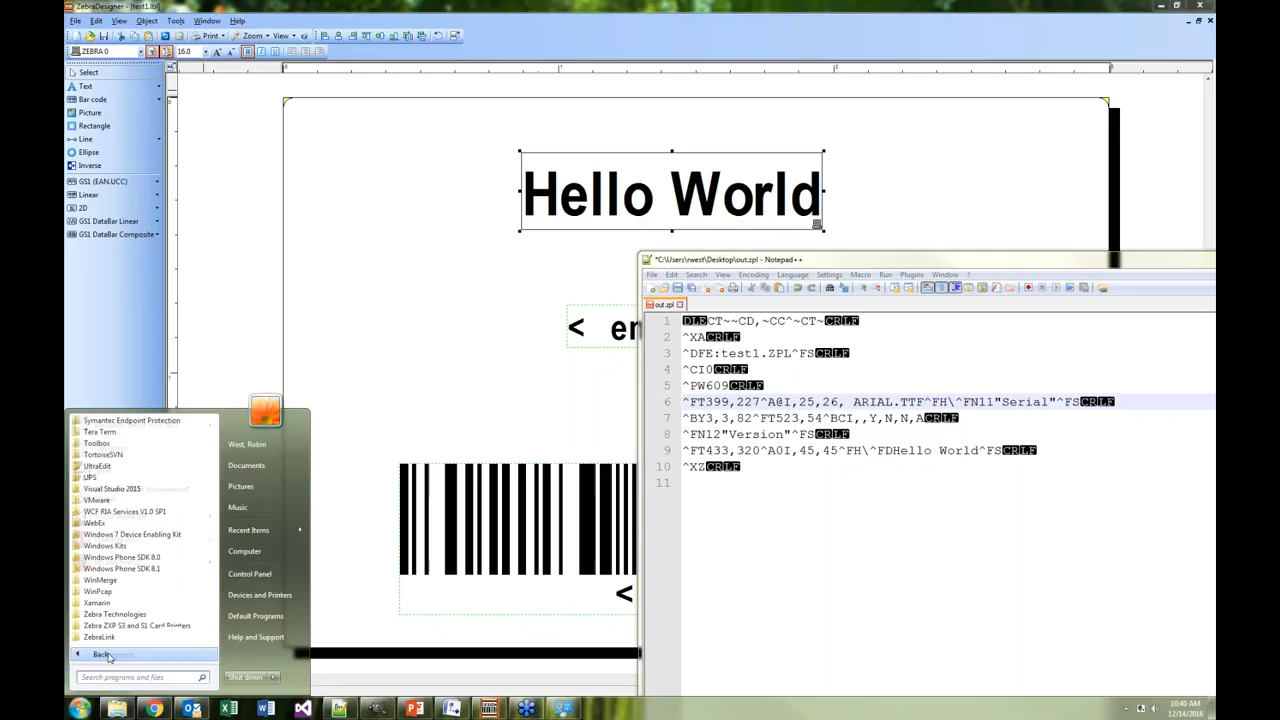 ZebraDesigner - [test1.lbl]
File Edit View Object Tools Window Help
Print Zoom View
ZEBRA 0 16.0
Select
Text
Bar code
Picture
Rectangle
Line
Ellipse
Inverse
GS1 (EAN.UCC)
Linear
2D
GS1 DataBar Linear
GS1 DataBar Composite
0 1 2 3
Hello World
< en
<
*C:\Users\rwest\Desktop\out.zpl - Notepad++
File Edit Search View Encoding Language Settings Macro Run Plugins Window ?
out.zpl
1 DLECT~~CD,~CC^~CT~CRLF
2 ^XACRLF
3 ^DFE:test1.ZPL^FSCRLF
4 ^CI0CRLF
5 ^PW609CRLF
6 ^FT399,227^A@I,25,26, ARIAL.TTF^FH\^FN11"Serial"^FSCRLF
7 ^BY3,3,82^FT523,54^BCI,,Y,N,N,ACRLF
8 ^FN12"Version"^FSCRLF
9 ^FT433,320^A0I,45,45^FH\^FDHello World^FSCRLF
10 ^XZCRLF
11
Symantec Endpoint Protection
Tera Term
Toolbox
TortoiseSVN
UltraEdit
UPS
Visual Studio 2015
VMware
WCF RIA Services V1.0 SP1
WebEx
Windows 7 Device Enabling Kit
Windows Kits
Windows Phone SDK 8.0
Windows Phone SDK 8.1
WinMerge
WinPcap
Xamarin
Zebra Technologies
Zebra ZXP S3 and S1 Card Printers
ZebraLink
Back
Search programs and files
West, Robin
Documents
Pictures
Music
Recent Items
Computer
Control Panel
Devices and Printers
Default Programs
Help and Support
Shut down
10:40 AM
12/14/2016